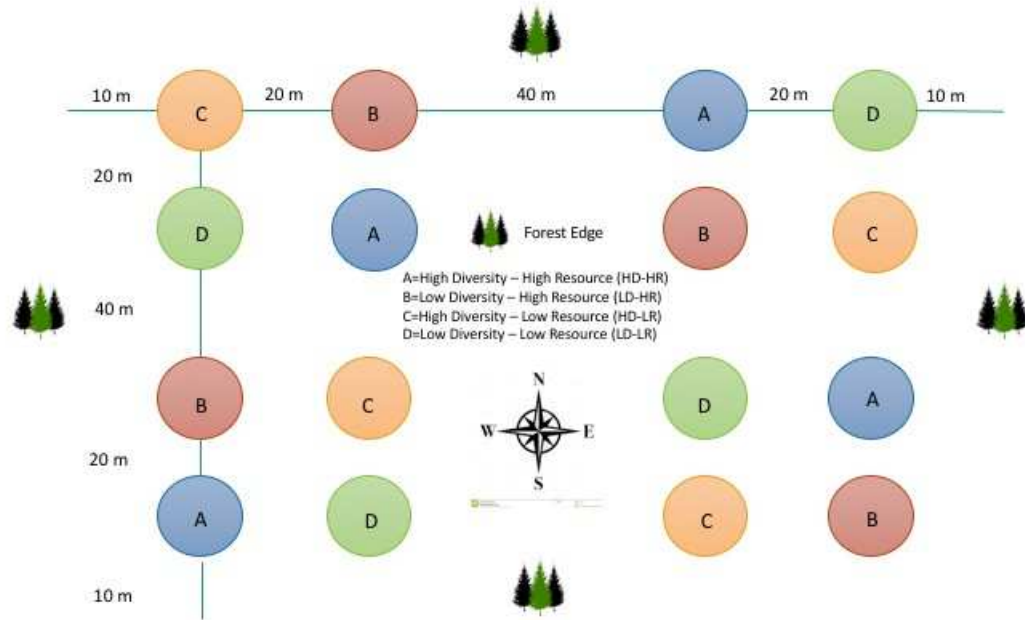 10 m C 20 m B 40 m A 20 m D 10 m
20 m
D A B C
Forest Edge
A=High Diversity – High Resource (HD-HR)
B=Low Diversity – High Resource (LD-HR)
C=High Diversity – Low Resource (HD-LR)
D=Low Diversity – Low Resource (LD-LR)
40 m
N
B C D A
W E
20 m
S
A D C B
10 m